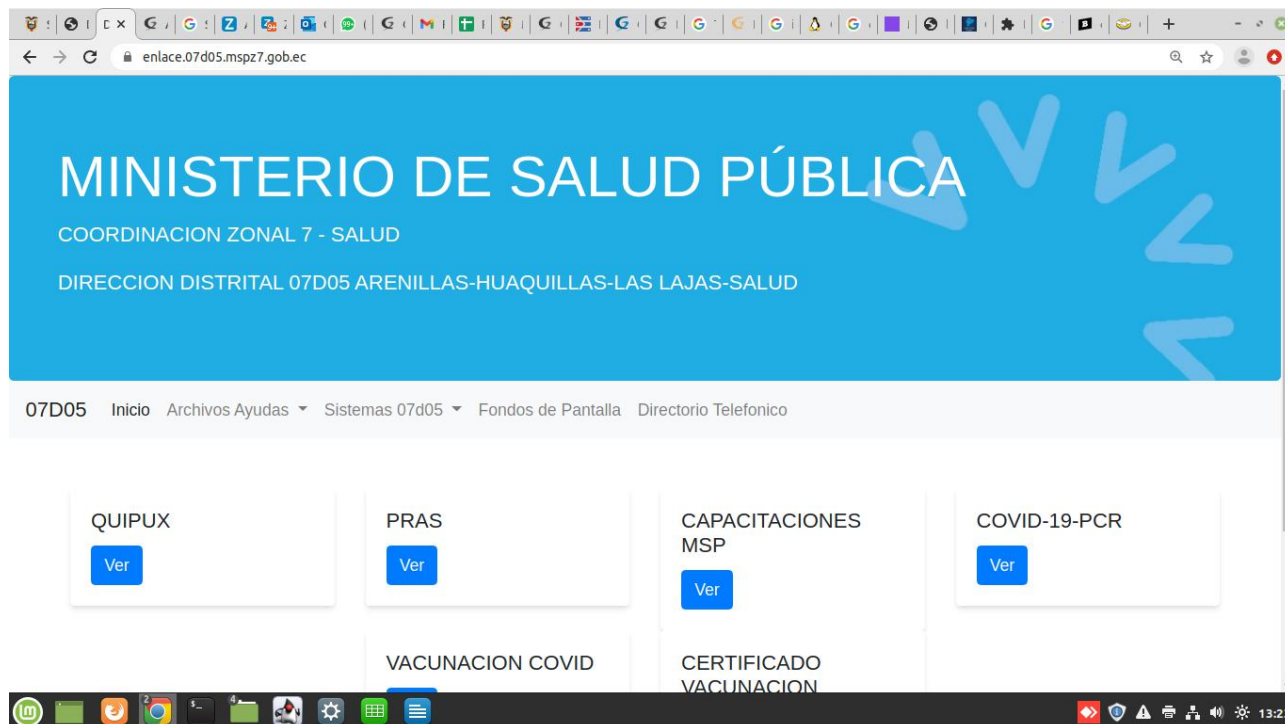 enlace.07d05.mspz7.gob.ec
MINISTERIO DE SALUD PÚBLICA
COORDINACION ZONAL 7 - SALUD
DIRECCION DISTRITAL 07D05 ARENILLAS-HUAQUILLAS-LAS LAJAS-SALUD
07D05 Inicio Archivos Ayudas Sistemas 07d05 Fondos de Pantalla Directorio Telefonico
QUIPUX
Ver
PRAS
Ver
CAPACITACIONES
MSP
Ver
COVID-19-PCR
Ver
VACUNACION COVID
CERTIFICADO
VACUNACION